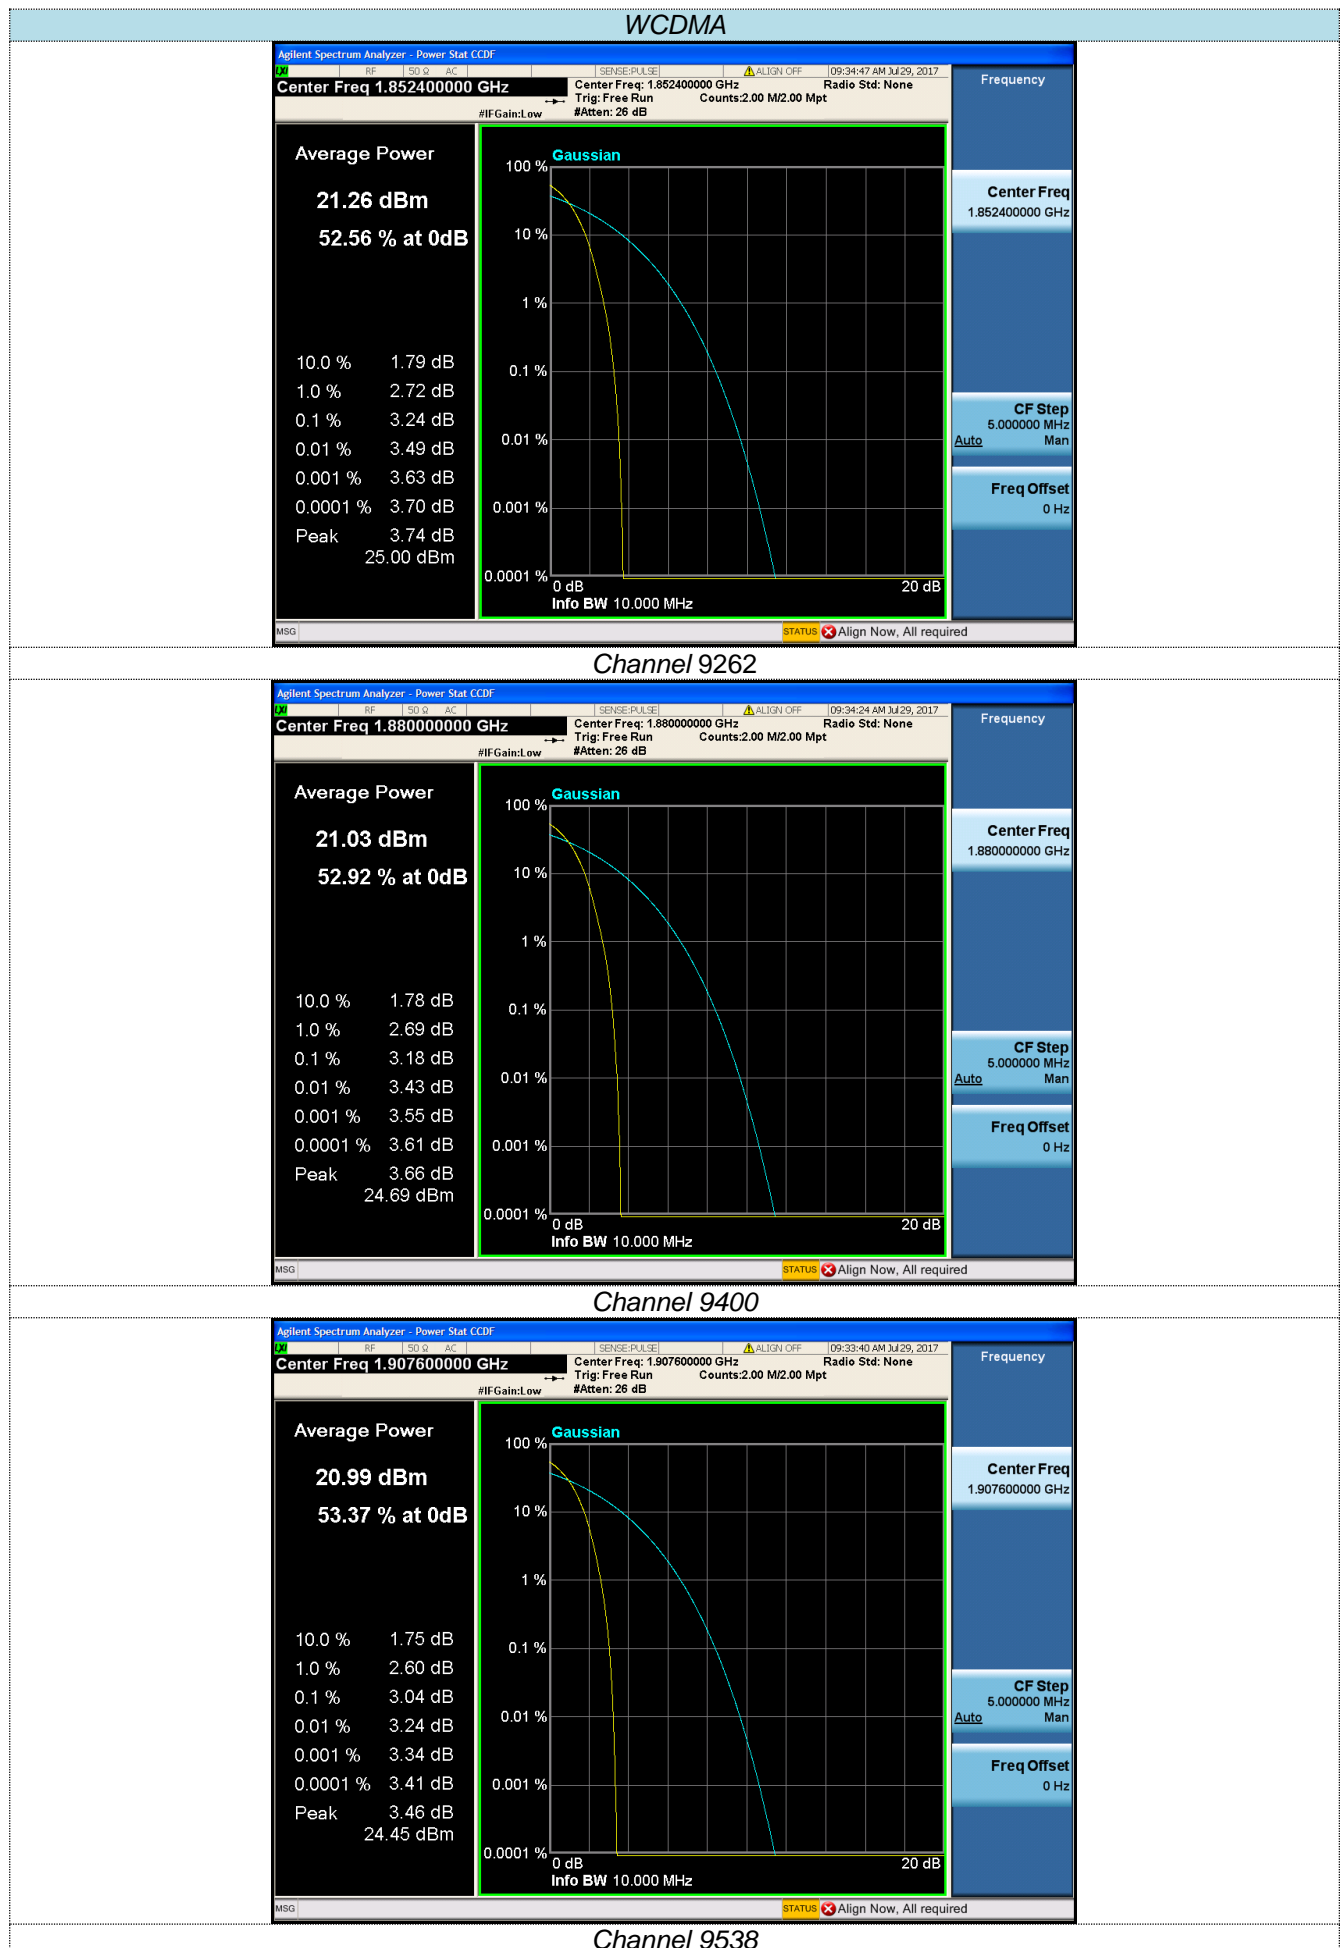 WCDMA
Agilent Spectrum Analyzer - Power Stat CCDF
LXI RF 50 Ω AC SENSE:PULSE ALIGN OFF 09:34:47 AM Jul 29, 2017
Center Freq 1.852400000 GHz
Center Freq: 1.852400000 GHz Radio Std: None
Trig: Free Run Counts:2.00 M/2.00 Mpt
#IFGain:Low #Atten: 26 dB
Frequency
Average Power
21.26 dBm
52.56 % at 0dB
10.0 % 1.79 dB
1.0 % 2.72 dB
0.1 % 3.24 dB
0.01 % 3.49 dB
0.001 % 3.63 dB
0.0001 % 3.70 dB
Peak 3.74 dB
25.00 dBm
Gaussian
100 %
10 %
1 %
0.1 %
0.01 %
0.001 %
0.0001 %
0 dB 20 dB
Info BW 10.000 MHz
Center Freq
1.852400000 GHz
CF Step
5.000000 MHz
Auto Man
Freq Offset
0 Hz
MSG STATUS Align Now, All required
Channel 9262
Agilent Spectrum Analyzer - Power Stat CCDF
LXI RF 50 Ω AC SENSE:PULSE ALIGN OFF 09:34:24 AM Jul 29, 2017
Center Freq 1.880000000 GHz
Center Freq: 1.880000000 GHz Radio Std: None
Trig: Free Run Counts:2.00 M/2.00 Mpt
#IFGain:Low #Atten: 26 dB
Frequency
Average Power
21.03 dBm
52.92 % at 0dB
10.0 % 1.78 dB
1.0 % 2.69 dB
0.1 % 3.18 dB
0.01 % 3.43 dB
0.001 % 3.55 dB
0.0001 % 3.61 dB
Peak 3.66 dB
24.69 dBm
Gaussian
100 %
10 %
1 %
0.1 %
0.01 %
0.001 %
0.0001 %
0 dB 20 dB
Info BW 10.000 MHz
Center Freq
1.880000000 GHz
CF Step
5.000000 MHz
Auto Man
Freq Offset
0 Hz
MSG STATUS Align Now, All required
Channel 9400
Agilent Spectrum Analyzer - Power Stat CCDF
LXI RF 50 Ω AC SENSE:PULSE ALIGN OFF 09:33:40 AM Jul 29, 2017
Center Freq 1.907600000 GHz
Center Freq: 1.907600000 GHz Radio Std: None
Trig: Free Run Counts:2.00 M/2.00 Mpt
#IFGain:Low #Atten: 26 dB
Frequency
Average Power
20.99 dBm
53.37 % at 0dB
10.0 % 1.75 dB
1.0 % 2.60 dB
0.1 % 3.04 dB
0.01 % 3.24 dB
0.001 % 3.34 dB
0.0001 % 3.41 dB
Peak 3.46 dB
24.45 dBm
Gaussian
100 %
10 %
1 %
0.1 %
0.01 %
0.001 %
0.0001 %
0 dB 20 dB
Info BW 10.000 MHz
Center Freq
1.907600000 GHz
CF Step
5.000000 MHz
Auto Man
Freq Offset
0 Hz
MSG STATUS Align Now, All required
Channel 9538